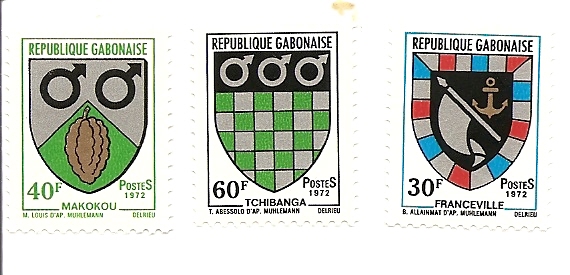 REPUBLIQUE GABONAISE
40F POSTES
1972
MAKOKOU
M. LOUIS D'AP. MUHLEMANN DELRIEU
REPUBLIQUE GABONAISE
60F POSTES
1972
TCHIBANGA
T. ABESSOLO D'AP. MUHLEMANN DELRIEU
REPUBLIQUE GABONAISE
30F POSTES
1972
FRANCEVILLE
B. ALLAINMAT D'AP. MUHLEMANN DELRIEU